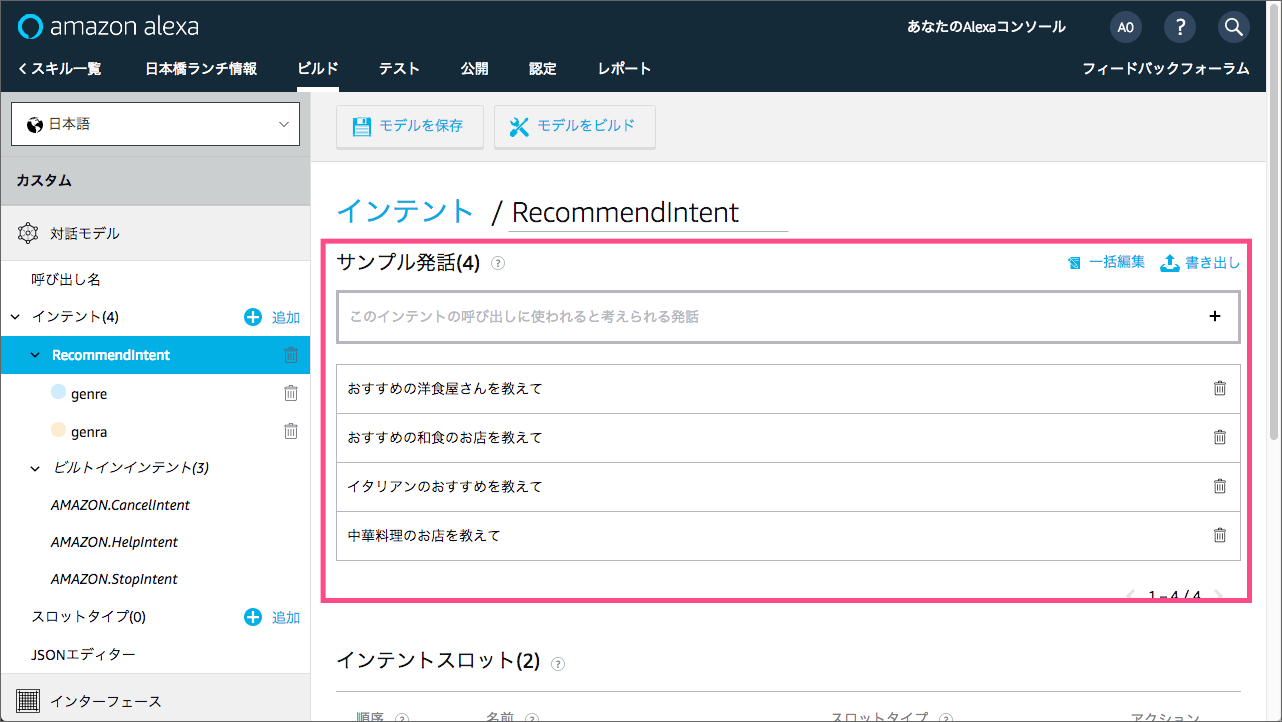 amazon alexa
あなたのAlexaコンソール
AO
?
スキル一覧
日本橋ランチ情報
ビルド
テスト
公開
認定
レポート
フィードバックフォーラム
日本語
モデルを保存
モデルをビルド
カスタム
対話モデル
呼び出し名
インテント(4)
追加
RecommendIntent
genre
genra
ビルトインインテント(3)
AMAZON.CancelIntent
AMAZON.HelpIntent
AMAZON.StopIntent
スロットタイプ(0)
追加
JSONエディター
インターフェース
インテント / RecommendIntent
サンプル発話(4) ?
一括編集
書き出し
このインテントの呼び出しに使われると考えられる発話 +
おすすめの洋食屋さんを教えて
おすすめの和食のお店を教えて
イタリアンのおすすめを教えて
中華料理のお店を教えて
1 – 4 / 4
インテントスロット(2) ?
順序 ?
名前 ?
スロットタイプ ?
アクション